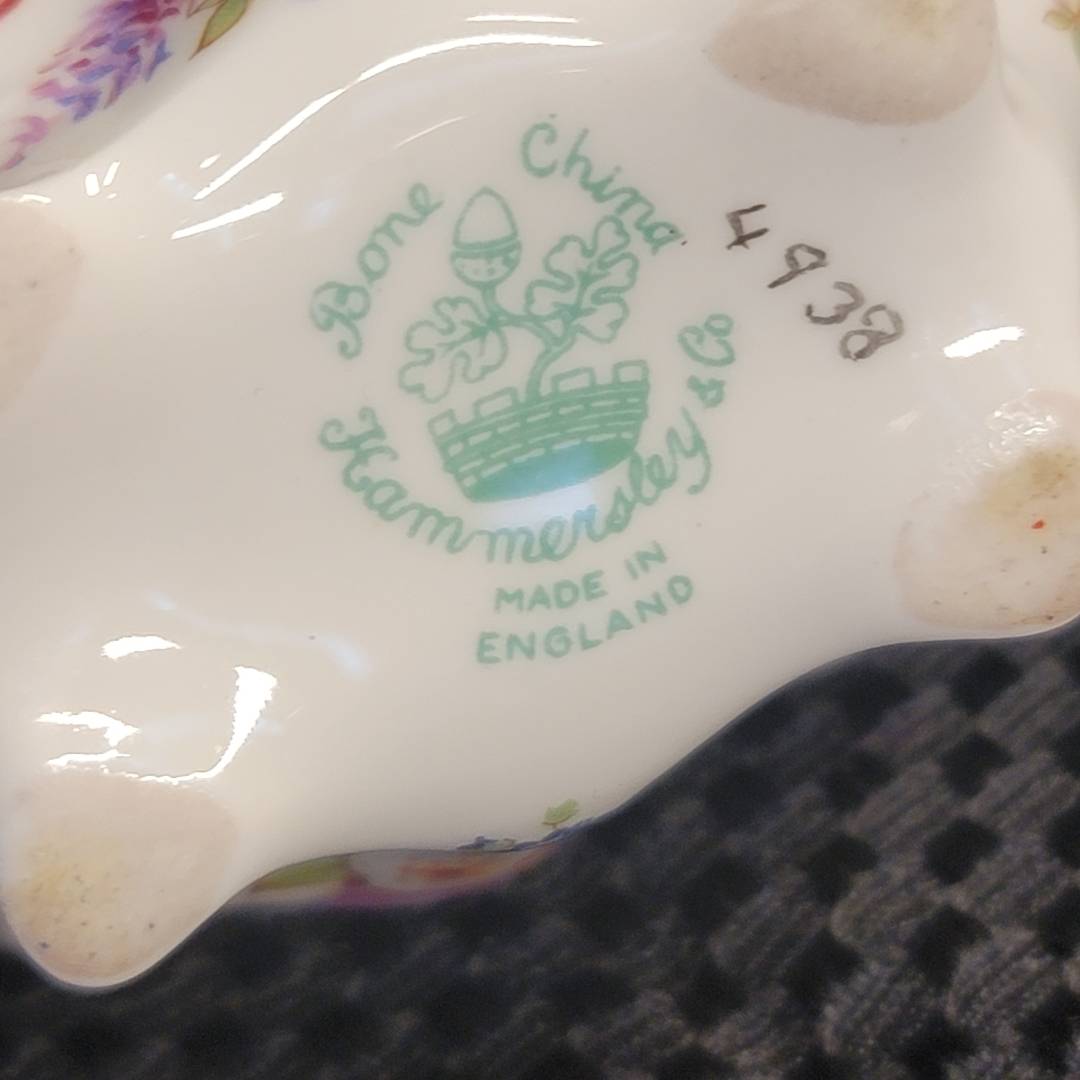 Bone China
Hammersley & Co
MADE IN
ENGLAND
4938